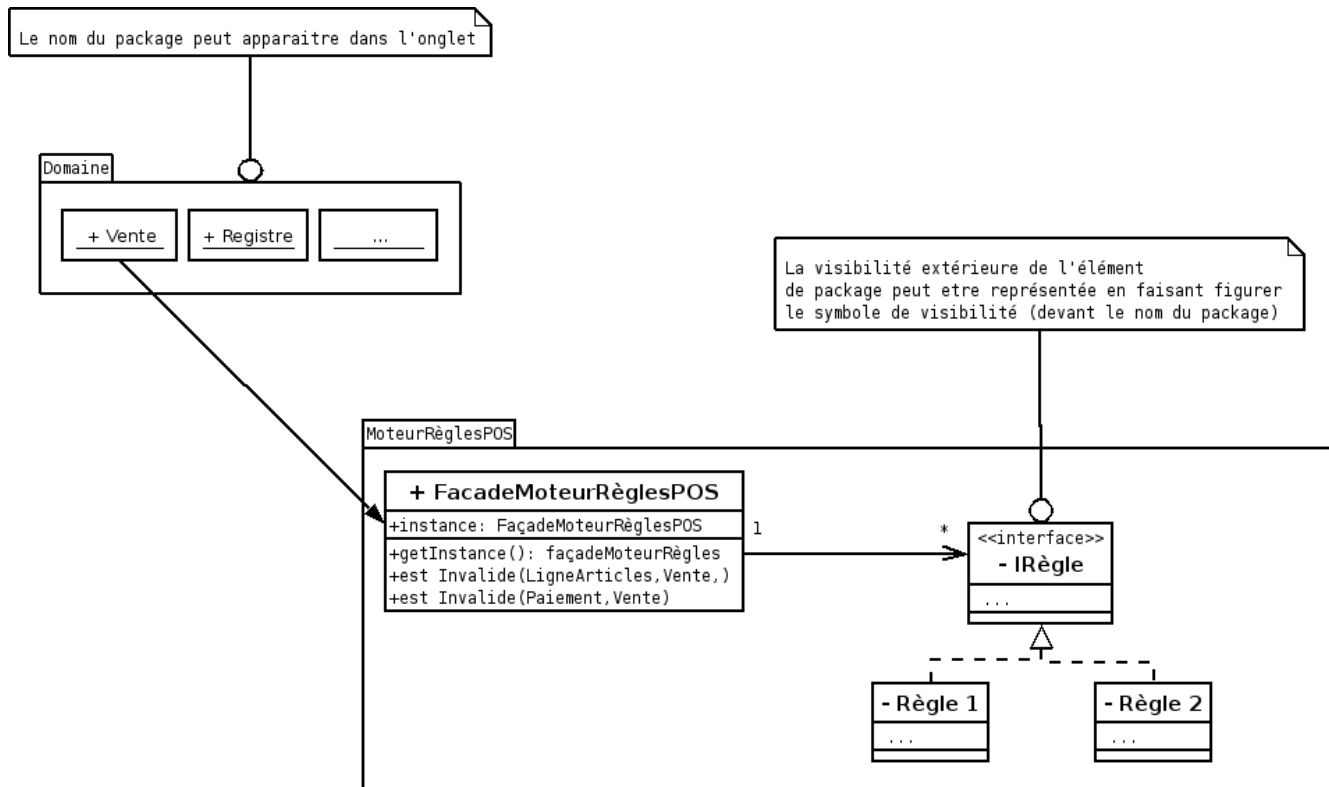 Le nom du package peut apparaitre dans l'onglet
Domaine
+ Vente
+ Registre
...
La visibilité extérieure de l'élémént
de package peut etre représentée en faisant figurer
le symbole de visibilité (devant le nom du package)
MoteurRèglesPOS
+ FacadeMoteurRèglesPOS
+instance: FaçadeMoteurRèglesPOS
+getInstance(): façadeMoteurRègles
+est Invalide(LigneArticles,Vente,)
+est Invalide(Paiement,Vente)
1
*
<<interface>>
- IRègle
...
- Règle 1
...
- Règle 2
...